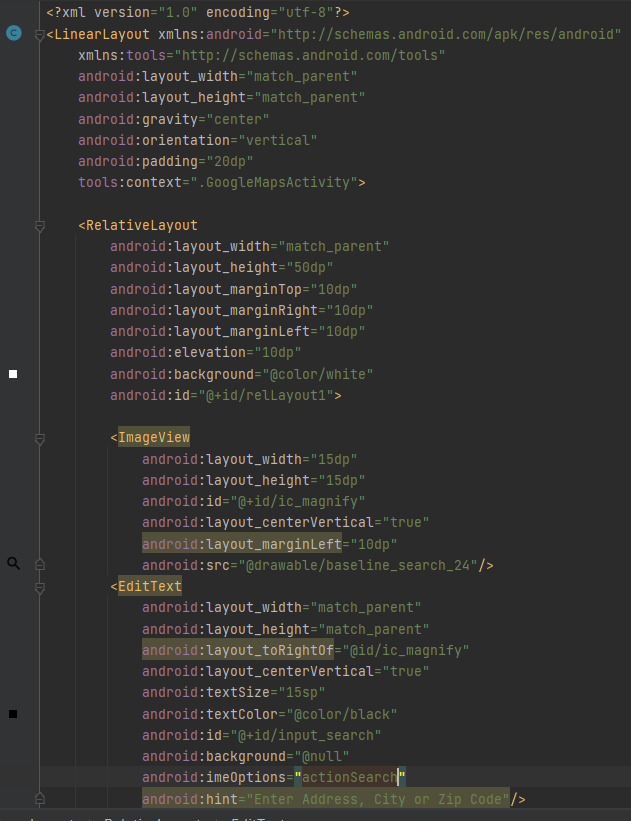 <?xml version="1.0" encoding="utf-8"?>
<LinearLayout xmlns:android="http://schemas.android.com/apk/res/android"
    xmlns:tools="http://schemas.android.com/tools"
    android:layout_width="match_parent"
    android:layout_height="match_parent"
    android:gravity="center"
    android:orientation="vertical"
    android:padding="20dp"
    tools:context=".GoogleMapsActivity">

    <RelativeLayout
        android:layout_width="match_parent"
        android:layout_height="50dp"
        android:layout_marginTop="10dp"
        android:layout_marginRight="10dp"
        android:layout_marginLeft="10dp"
        android:elevation="10dp"
        android:background="@color/white"
        android:id="@+id/relLayout1">

        <ImageView
            android:layout_width="15dp"
            android:layout_height="15dp"
            android:id="@+id/ic_magnify"
            android:layout_centerVertical="true"
            android:layout_marginLeft="10dp"
            android:src="@drawable/baseline_search_24"/>
        <EditText
            android:layout_width="match_parent"
            android:layout_height="match_parent"
            android:layout_toRightOf="@id/ic_magnify"
            android:layout_centerVertical="true"
            android:textSize="15sp"
            android:textColor="@color/black"
            android:id="@+id/input_search"
            android:background="@null"
            android:imeOptions="actionSearch"
            android:hint="Enter Address, City or Zip Code"/>